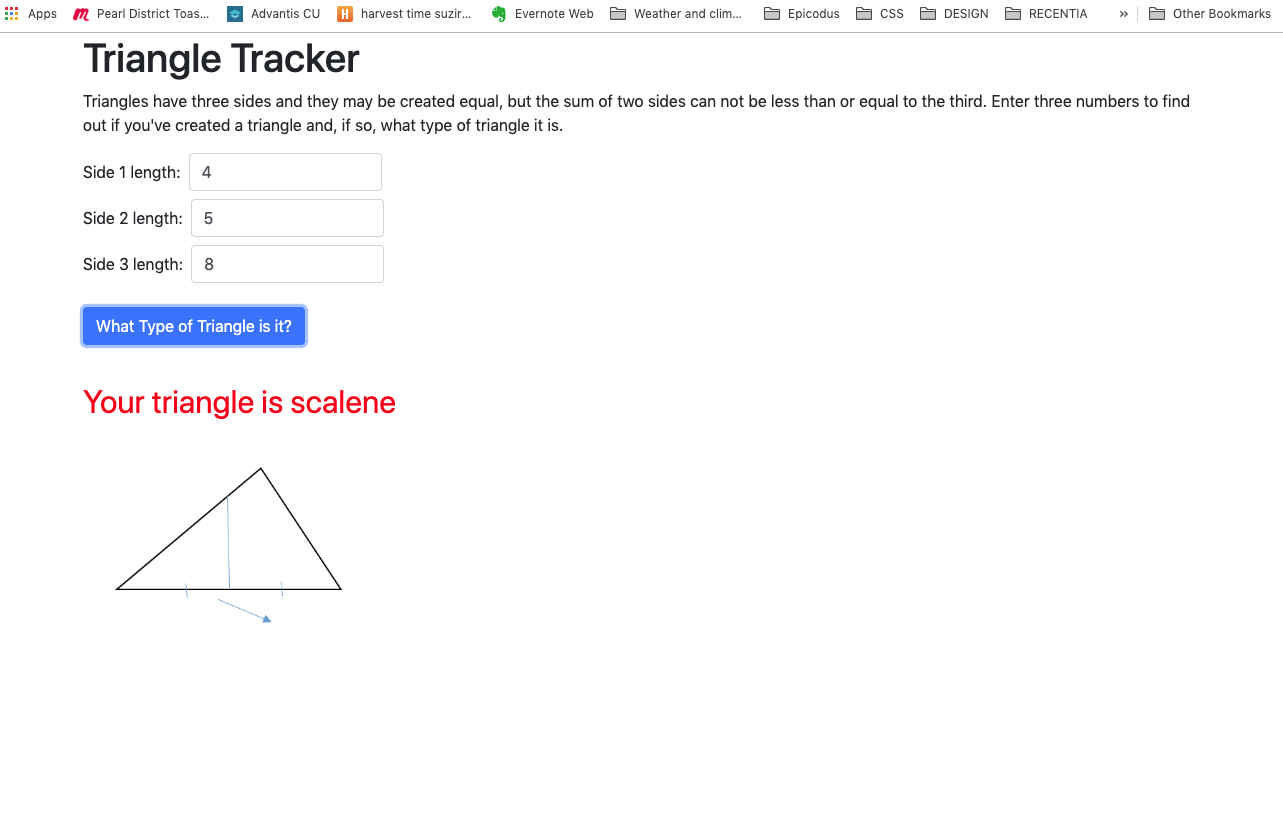 Apps Pearl District Toas... Advantis CU H harvest time suzir... Evernote Web Weather and clim... Epicodus CSS DESIGN RECENTIA » Other Bookmarks
Triangle Tracker
Triangles have three sides and they may be created equal, but the sum of two sides can not be less than or equal to the third. Enter three numbers to find
out if you've created a triangle and, if so, what type of triangle it is.
Side 1 length: 4
Side 2 length: 5
Side 3 length: 8
What Type of Triangle is it?
Your triangle is scalene